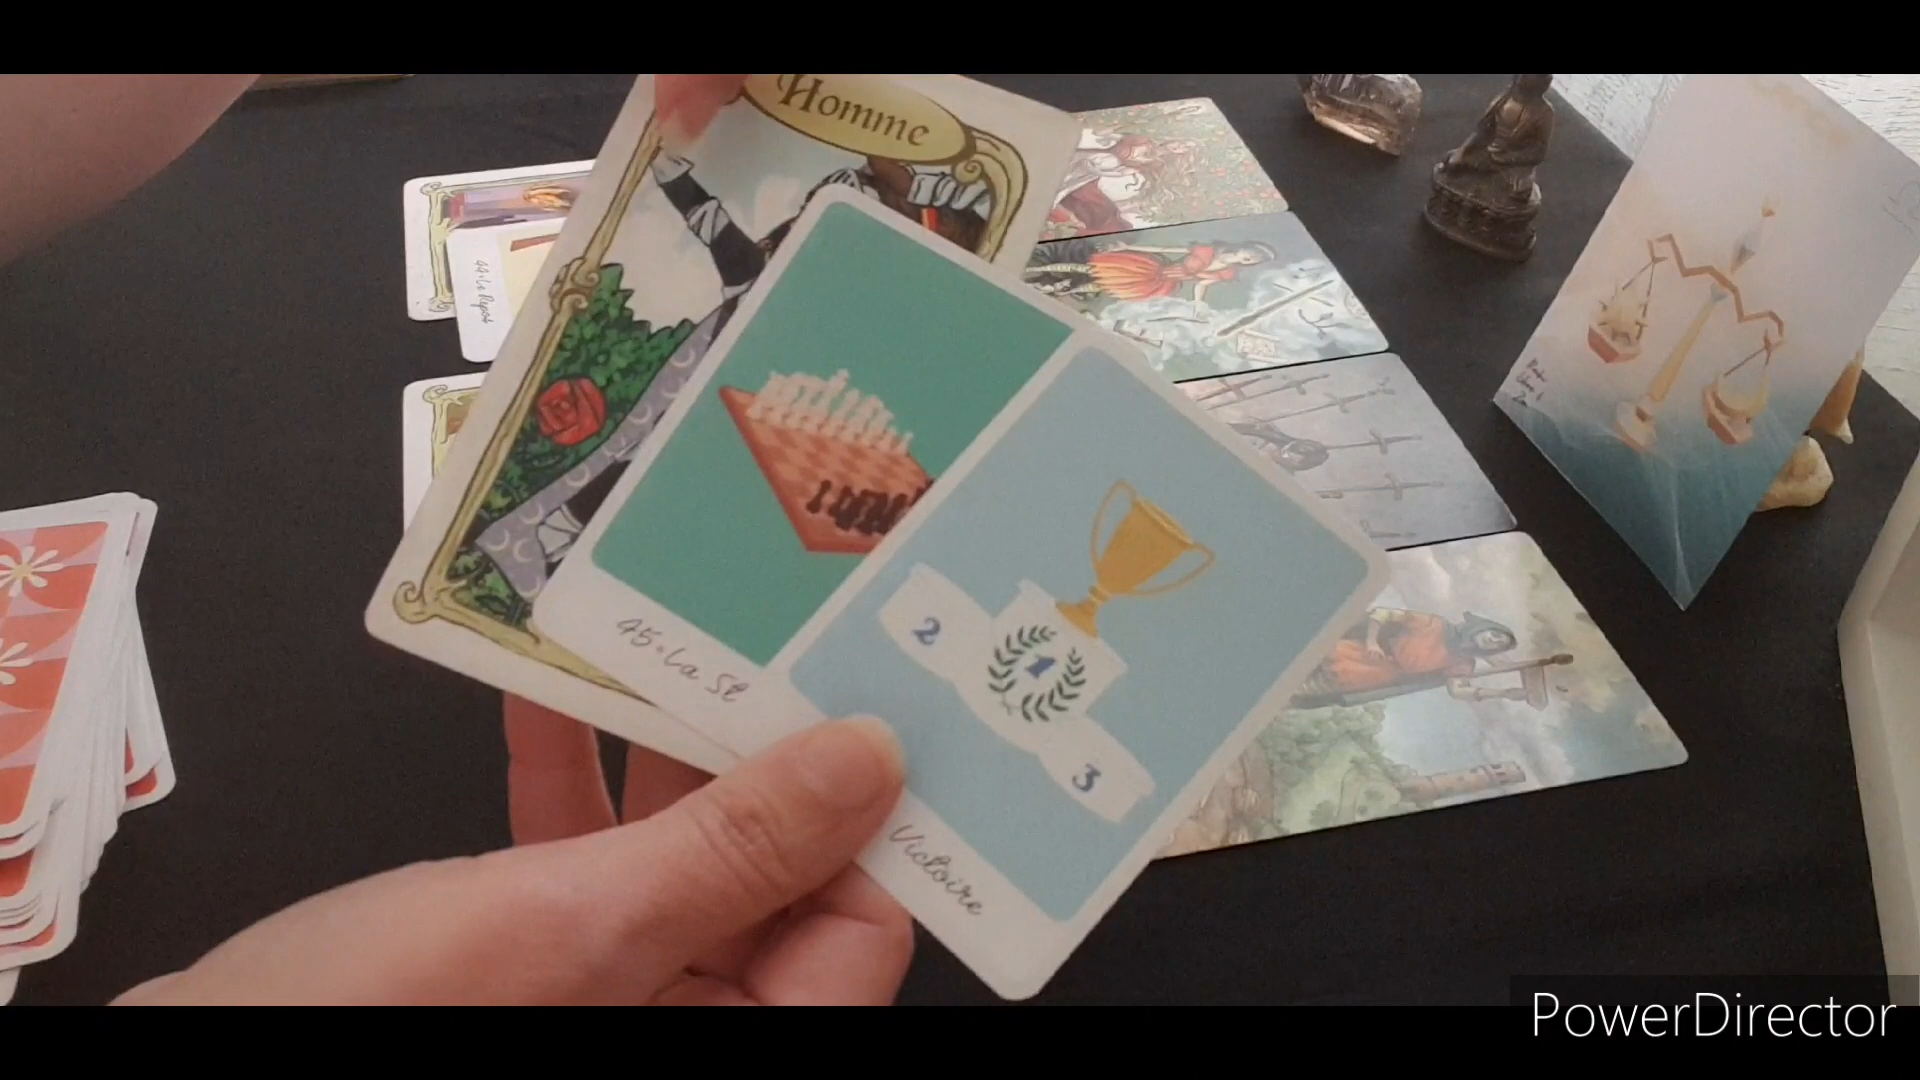 Homme
44. Le Repos
45. La St
2
1
3
Victoire
PowerDirector